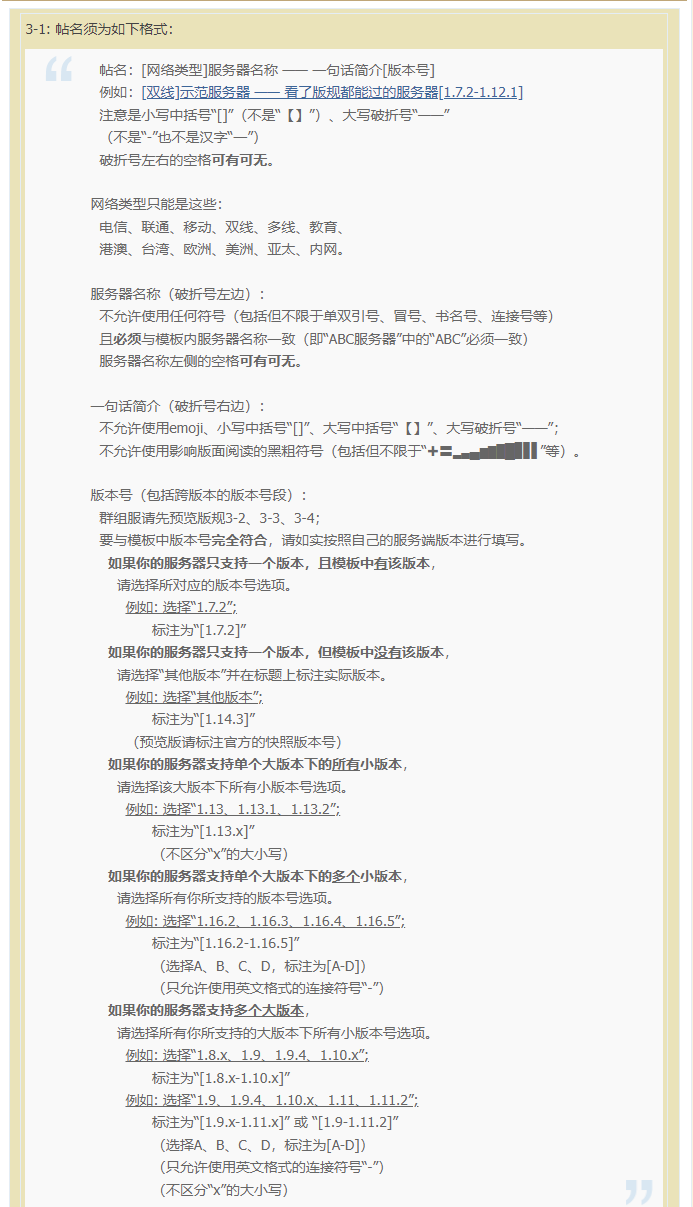 3-1: 帖名须为如下格式：
帖名：[网络类型]服务器名称 —— 一句话简介[版本号]
例如：[双线]示范服务器 —— 看了版规都能过的服务器[1.7.2-1.12.1]
注意是小写中括号“[]”（不是“【】”）、大写破折号“——”
（不是“-”也不是汉字“一”）
破折号左右的空格可有可无。
网络类型只能是这些：
电信、联通、移动、双线、多线、教育、
港澳、台湾、欧洲、美洲、亚太、内网。
服务器名称（破折号左边）：
不允许使用任何符号（包括但不限于单双引号、冒号、书名号、连接号等）
且必须与模板内服务器名称一致（即“ABC服务器”中的“ABC”必须一致）
服务器名称左侧的空格可有可无。
一句话简介（破折号右边）：
不允许使用emoji、小写中括号“[]”、大写中括号“【】”、大写破折号“——”；
不允许使用影响版面阅读的黑粗符号（包括但不限于“✚〓▂▃▄▅▆▇█▉▊▋”等）。
版本号（包括跨版本的版本号段）：
群组服请先预览版规3-2、3-3、3-4；
要与模板中版本号完全符合，请如实按照自己的服务端版本进行填写。
如果你的服务器只支持一个版本，且模板中有该版本，
请选择所对应的版本号选项。
例如: 选择“1.7.2”;
标注为“[1.7.2]”
如果你的服务器只支持一个版本，但模板中没有该版本，
请选择“其他版本”并在标题上标注实际版本。
例如: 选择“其他版本”;
标注为“[1.14.3]”
（预览版请标注官方的快照版本号）
如果你的服务器支持单个大版本下的所有小版本，
请选择该大版本下所有小版本号选项。
例如: 选择“1.13、1.13.1、1.13.2”;
标注为“[1.13.x]”
（不区分“x”的大小写）
如果你的服务器支持单个大版本下的多个小版本，
请选择所有你所支持的版本号选项。
例如: 选择“1.16.2、1.16.3、1.16.4、1.16.5”;
标注为“[1.16.2-1.16.5]”
（选择A、B、C、D，标注为[A-D]）
（只允许使用英文格式的连接符号“-”）
如果你的服务器支持多个大版本，
请选择所有你所支持的大版本下所有小版本号选项。
例如: 选择“1.8.x、1.9、1.9.4、1.10.x”;
标注为“[1.8.x-1.10.x]”
例如: 选择“1.9、1.9.4、1.10.x、1.11、1.11.2”;
标注为“[1.9.x-1.11.x]” 或 “[1.9-1.11.2]”
（选择A、B、C、D，标注为[A-D]）
（只允许使用英文格式的连接符号“-”）
（不区分“x”的大小写）